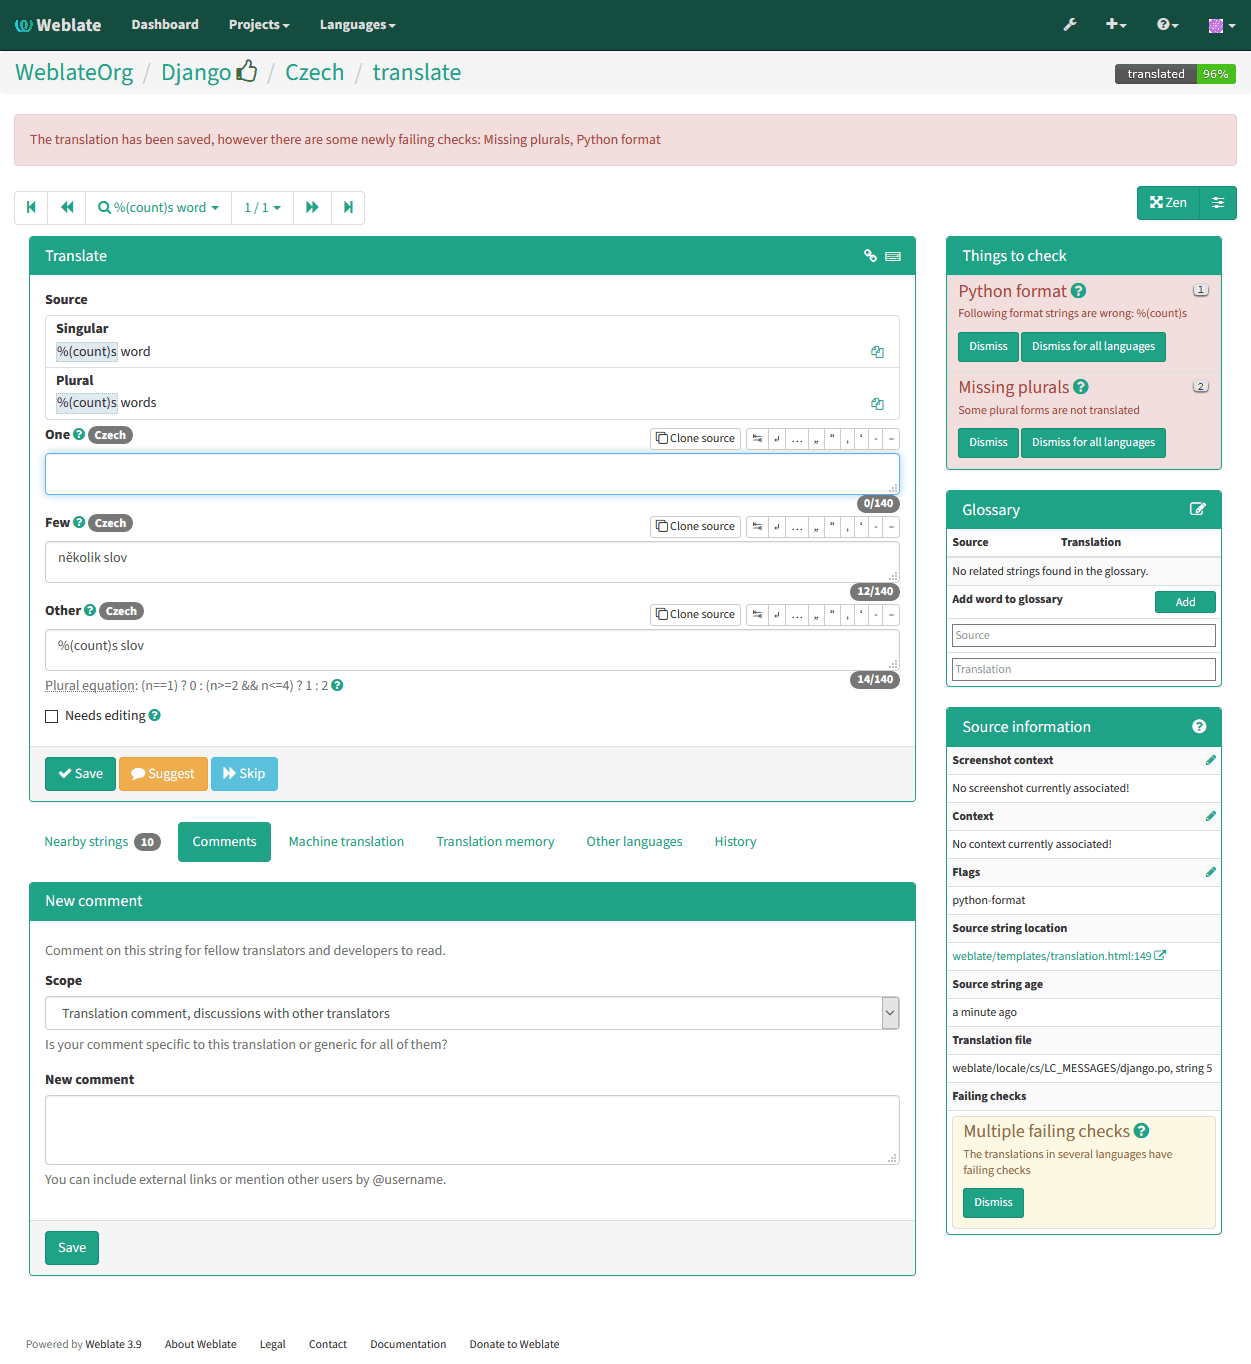 Weblate Dashboard Projects Languages
WeblateOrg / Django / Czech / translate
translated 96%
The translation has been saved, however there are some newly failing checks: Missing plurals, Python format
%(count)s word 1 / 1
Zen
Translate
Source
Singular
%(count)s word
Plural
%(count)s words
One Czech Clone source … „ “ ‚ ‘ - –
0/140
Few Czech Clone source … „ “ ‚ ‘ - –
několik slov
12/140
Other Czech Clone source … „ “ ‚ ‘ - –
%(count)s slov
14/140
Plural equation: (n==1) ? 0 : (n>=2 && n<=4) ? 1 : 2
Needs editing
Save Suggest Skip
Nearby strings 10 Comments Machine translation Translation memory Other languages History
New comment
Comment on this string for fellow translators and developers to read.
Scope
Translation comment, discussions with other translators
Is your comment specific to this translation or generic for all of them?
New comment
You can include external links or mention other users by @username.
Save
Things to check
Python format 1
Following format strings are wrong: %(count)s
Dismiss Dismiss for all languages
Missing plurals 2
Some plural forms are not translated
Dismiss Dismiss for all languages
Glossary
Source Translation
No related strings found in the glossary.
Add word to glossary Add
Source
Translation
Source information
Screenshot context
No screenshot currently associated!
Context
No context currently associated!
Flags
python-format
Source string location
weblate/templates/translation.html:149
Source string age
a minute ago
Translation file
weblate/locale/cs/LC_MESSAGES/django.po, string 5
Failing checks
Multiple failing checks
The translations in several languages have
failing checks
Dismiss
Powered by Weblate 3.9 About Weblate Legal Contact Documentation Donate to Weblate